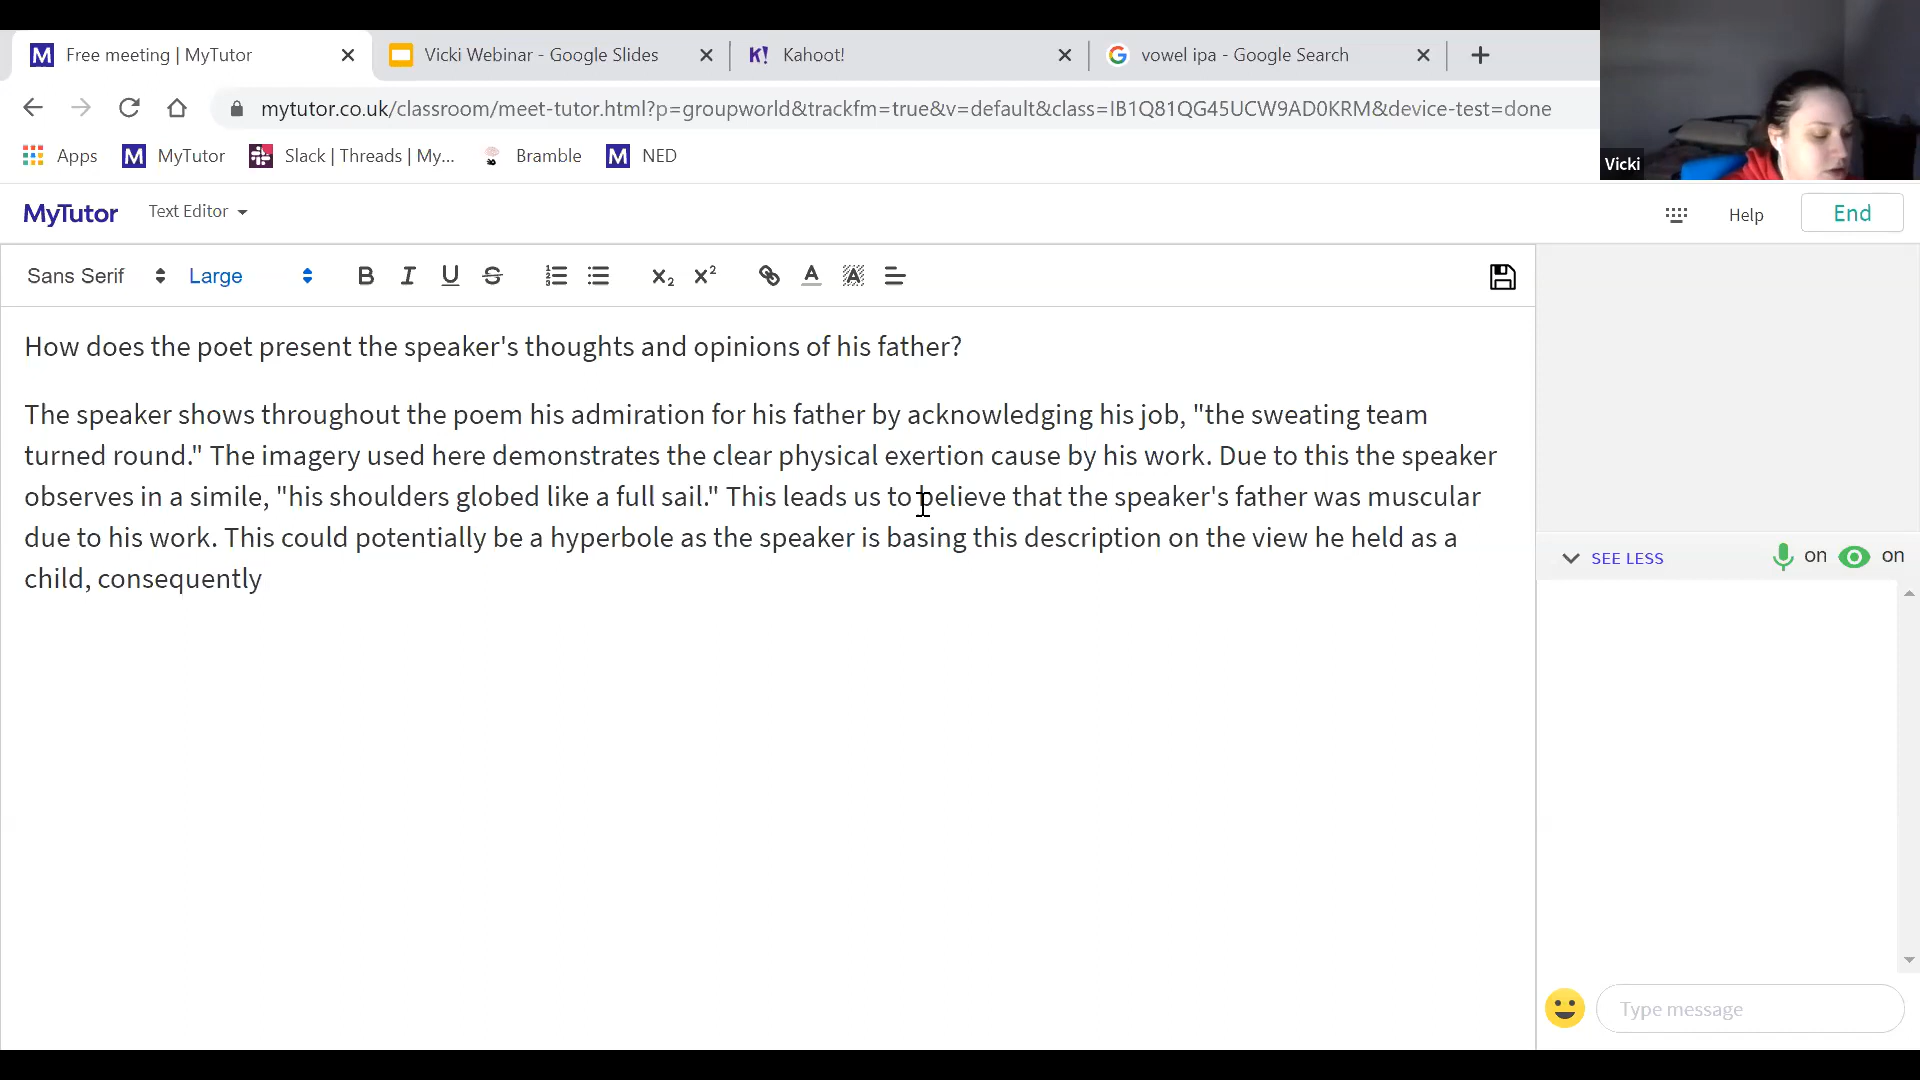 Free meeting | MyTutor
Vicki Webinar - Google Slides
K! Kahoot!
vowel ipa - Google Search
mytutor.co.uk/classroom/meet-tutor.html?p=groupworld&trackfm=true&v=default&class=IB1Q81QG45UCW9AD0KRM&device-test=done
Apps
MyTutor
Slack | Threads | My...
Bramble
NED
Vicki
MyTutor
Text Editor
Help
End
Sans Serif
Large
How does the poet present the speaker's thoughts and opinions of his father?
The speaker shows throughout the poem his admiration for his father by acknowledging his job, "the sweating team
turned round." The imagery used here demonstrates the clear physical exertion cause by his work. Due to this the speaker
observes in a simile, "his shoulders globed like a full sail." This leads us to believe that the speaker's father was muscular
due to his work. This could potentially be a hyperbole as the speaker is basing this description on the view he held as a
child, consequently
SEE LESS
on
on
Type message